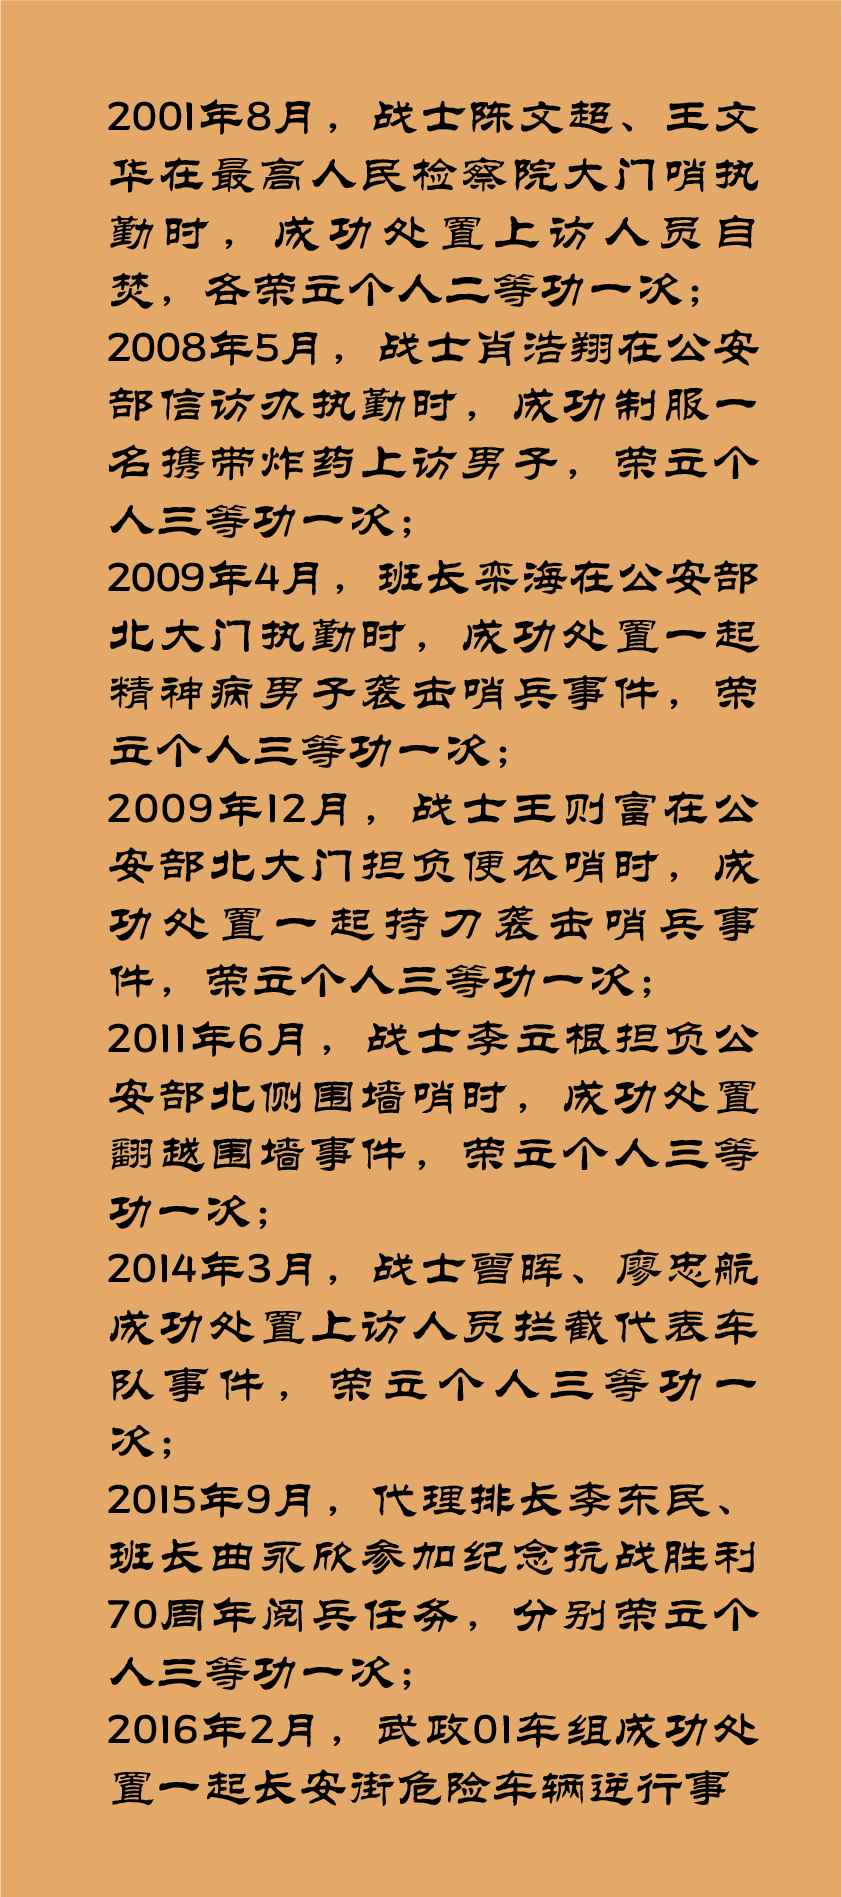 2001年8月，战士陈文超、王文
华在最高人民检察院大门哨执
勤时，成功处置上访人员自
焚，各荣立个人二等功一次；
2008年5月，战士肖浩翔在公安
部信访办执勤时，成功制服一
名携带炸药上访男子，荣立个
人三等功一次；
2009年4月，班长栾海在公安部
北大门执勤时，成功处置一起
精神病男子袭击哨兵事件，荣
立个人三等功一次；
2009年12月，战士王则富在公
安部北大门担负便衣哨时，成
功处置一起持刀袭击哨兵事
件，荣立个人三等功一次；
2011年6月，战士李立根担负公
安部北侧围墙哨时，成功处置
翻越围墙事件，荣立个人三等
功一次；
2014年3月，战士曾晖、廖忠航
成功处置上访人员拦截代表车
队事件，荣立个人三等功一
次；
2015年9月，代理排长李东民、
班长曲永欣参加纪念抗战胜利
70周年阅兵任务，分别荣立个
人三等功一次；
2016年2月，武政01车组成功处
置一起长安街危险车辆逆行事